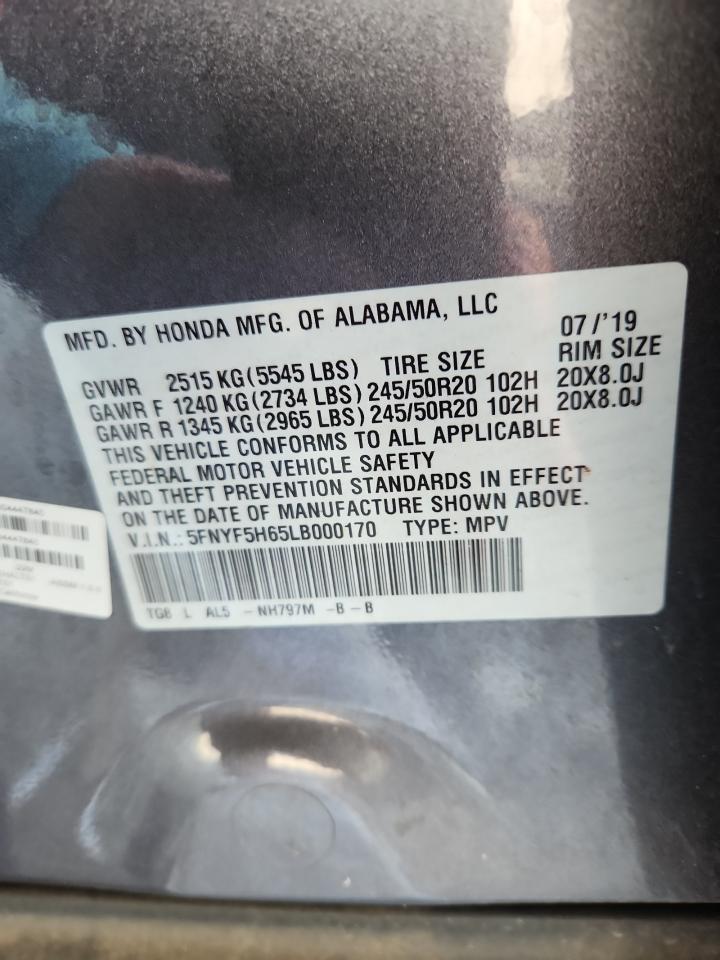 MFD. BY HONDA MFG. OF ALABAMA, LLC 07/'19
GVWR 2515 KG (5545 LBS) TIRE SIZE RIM SIZE
GAWR F 1240 KG (2734 LBS) 245/50R20 102H 20X8.0J
GAWR R 1345 KG (2965 LBS) 245/50R20 102H 20X8.0J
THIS VEHICLE CONFORMS TO ALL APPLICABLE
FEDERAL MOTOR VEHICLE SAFETY
AND THEFT PREVENTION STANDARDS IN EFFECT
ON THE DATE OF MANUFACTURE SHOWN ABOVE.
V.I.N.: 5FNYF5H65LB000170 TYPE: MPV
TG8 L AL5 - NH797M - B - B